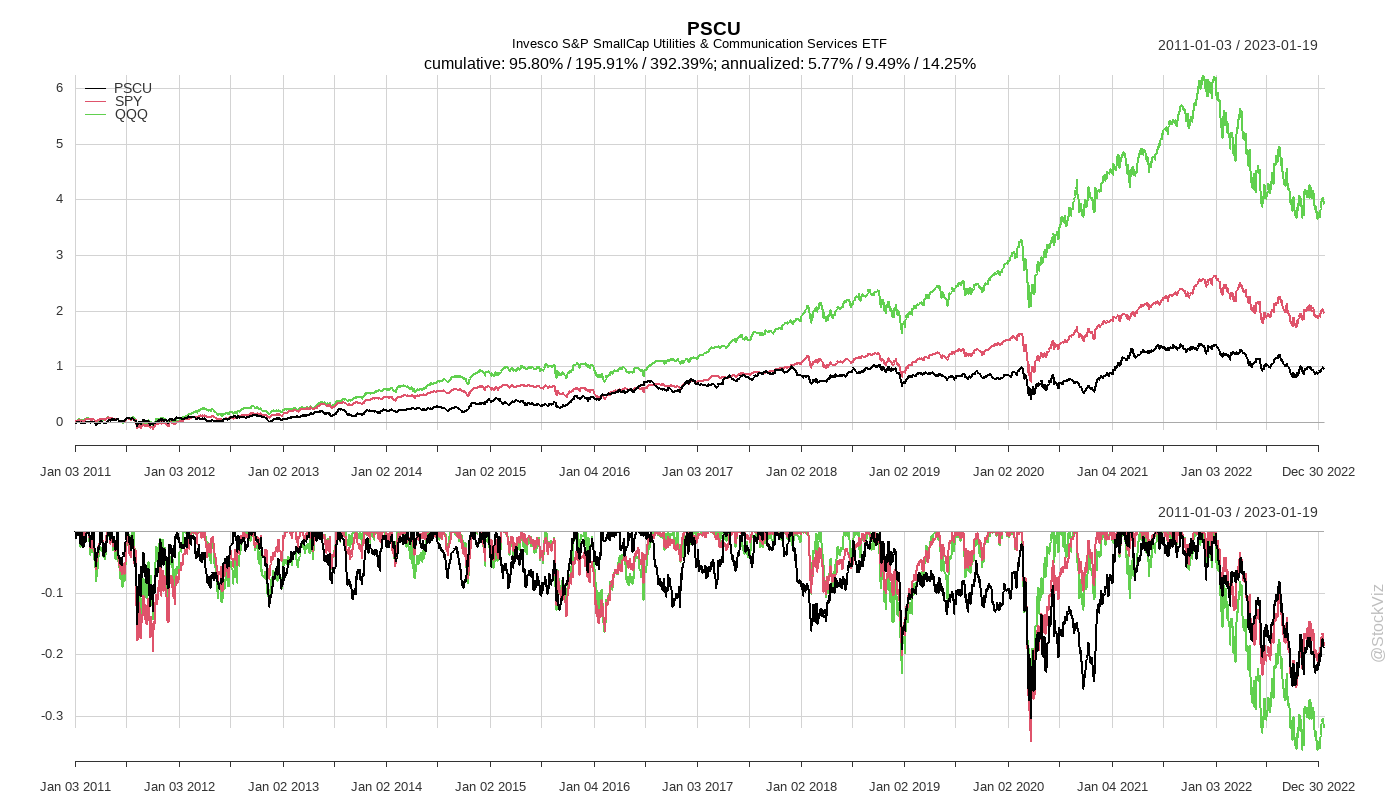 PSCU
Invesco S&P SmallCap Utilities & Communication Services ETF
2011-01-03 / 2023-01-19
cumulative: 95.80% / 195.91% / 392.39%; annualized: 5.77% / 9.49% / 14.25%
PSCU
SPY
QQQ
6
5
4
3
2
1
0
Jan 03 2011 Jan 03 2012 Jan 02 2013 Jan 02 2014 Jan 02 2015 Jan 04 2016 Jan 03 2017 Jan 02 2018 Jan 02 2019 Jan 02 2020 Jan 04 2021 Jan 03 2022 Dec 30 2022
2011-01-03 / 2023-01-19
-0.1
-0.2
-0.3
Jan 03 2011 Jan 03 2012 Jan 02 2013 Jan 02 2014 Jan 02 2015 Jan 04 2016 Jan 03 2017 Jan 02 2018 Jan 02 2019 Jan 02 2020 Jan 04 2021 Jan 03 2022 Dec 30 2022
@StockViz